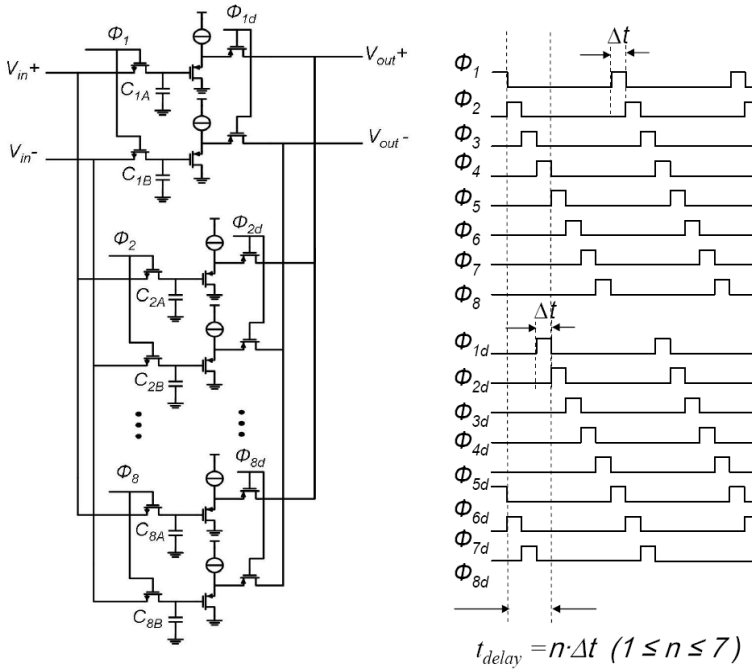 Φ1
Φ1d
Vin+
Vout+
C1A
Vin-
Vout-
C1B
Φ2
Φ2d
C2A
C2B
Φ8
Φ8d
C8A
C8B
Δt
Φ1
Φ2
Φ3
Φ4
Φ5
Φ6
Φ7
Φ8
Δt
Φ1d
Φ2d
Φ3d
Φ4d
Φ5d
Φ6d
Φ7d
Φ8d
tdelay = n·Δt (1 ≤ n ≤ 7)